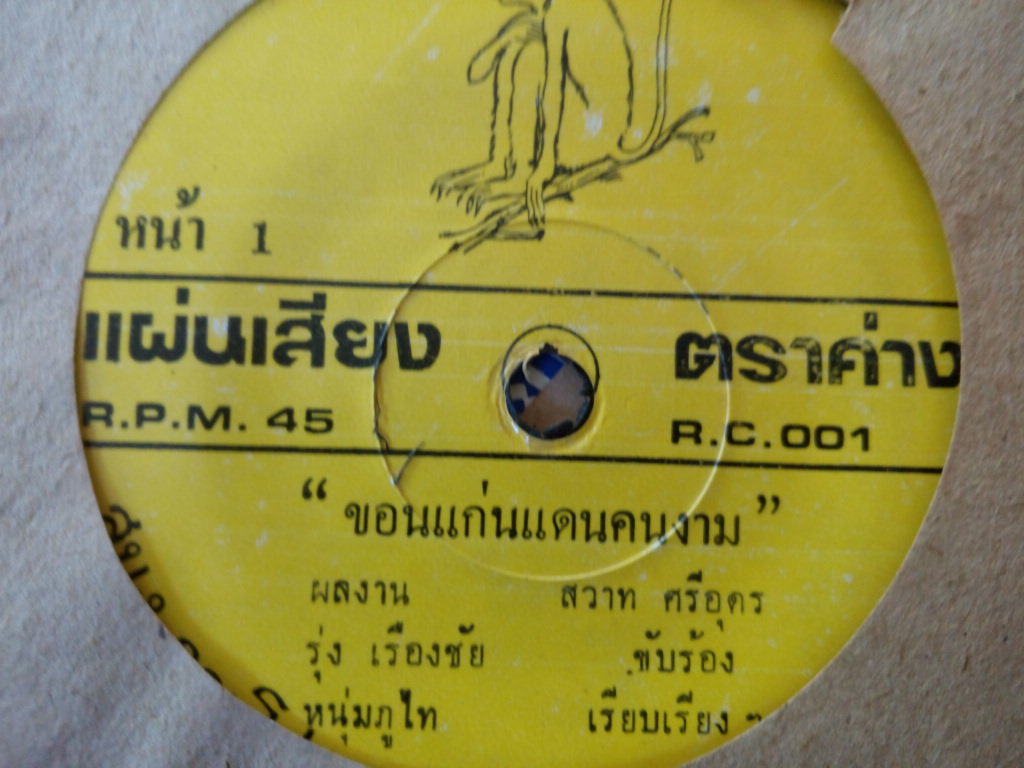 หน้า 1
แผ่นเสียง ตราค่าง
R.P.M. 45 R.C.001
“ ขอนแก่นแดนคนงาม ”
ผลงาน สวาท ศรีอุดร
รุ่ง เรืองชัย ขับร้อง
หนุ่มภูไท เรียบเรียง